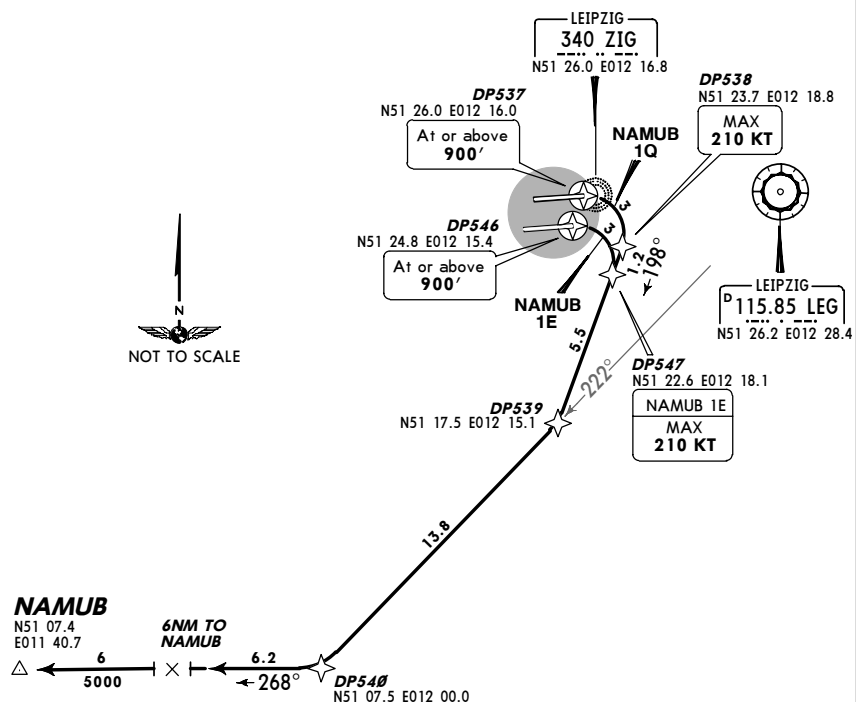 LEIPZIG
340 ZIG
N51 26.0 E012 16.8
DP537
N51 26.0 E012 16.0
At or above
900'
DP538
N51 23.7 E012 18.8
MAX
210 KT
NAMUB
1Q
3
DP546
N51 24.8 E012 15.4
At or above
900'
3
NAMUB
1E
1.2
198°
LEIPZIG
D 115.85 LEG
N51 26.2 E012 28.4
N
NOT TO SCALE
5.5
222°
DP547
N51 22.6 E012 18.1
NAMUB 1E
MAX
210 KT
DP539
N51 17.5 E012 15.1
13.8
NAMUB
N51 07.4
E011 40.7
6NM TO
NAMUB
6
5000
6.2
268°
DP540
N51 07.5 E012 00.0